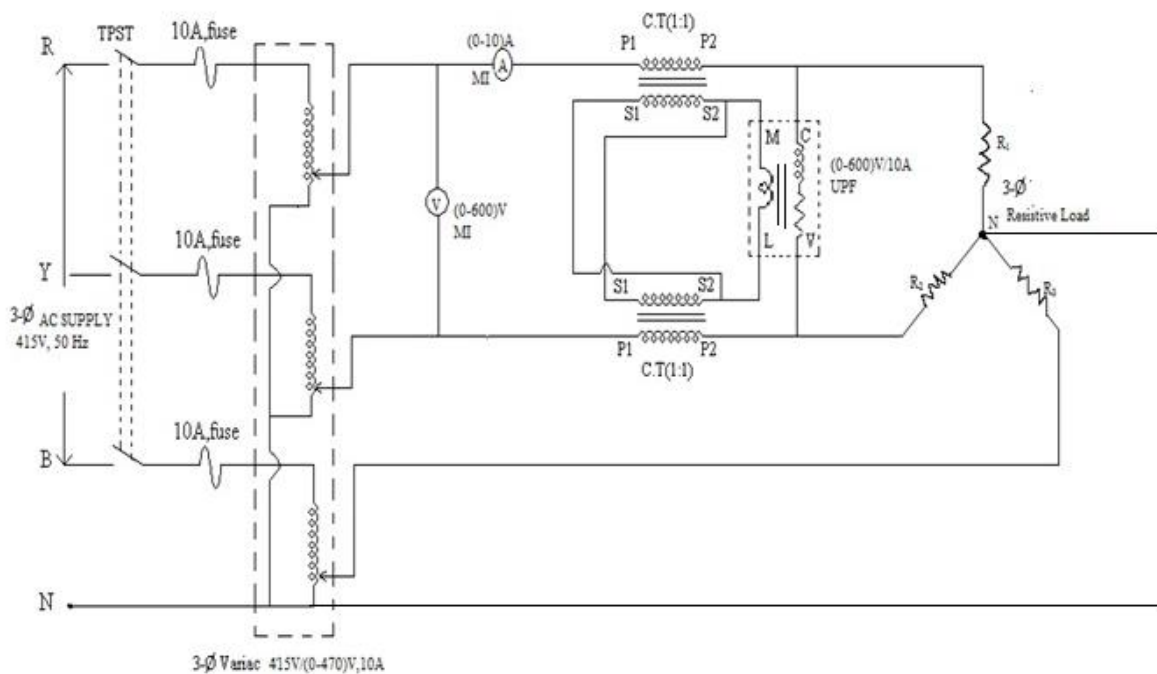 C.T(1:1)
TPST
10A,fuse
(0-10)A
P1
P2
R
A
MI
S1
S2
M
C
(0-600)V/10A
UPF
R₁
3-Ø
V
(0-600)V
MI
N
Resistive Load
10A,fuse
L
V
Y
S1
S2
R₂
R₃
3-Ø AC SUPPLY
415V, 50 Hz
P1
P2
C.T(1:1)
10A,fuse
B
N
3-Ø Variac 415V/(0-470)V,10A